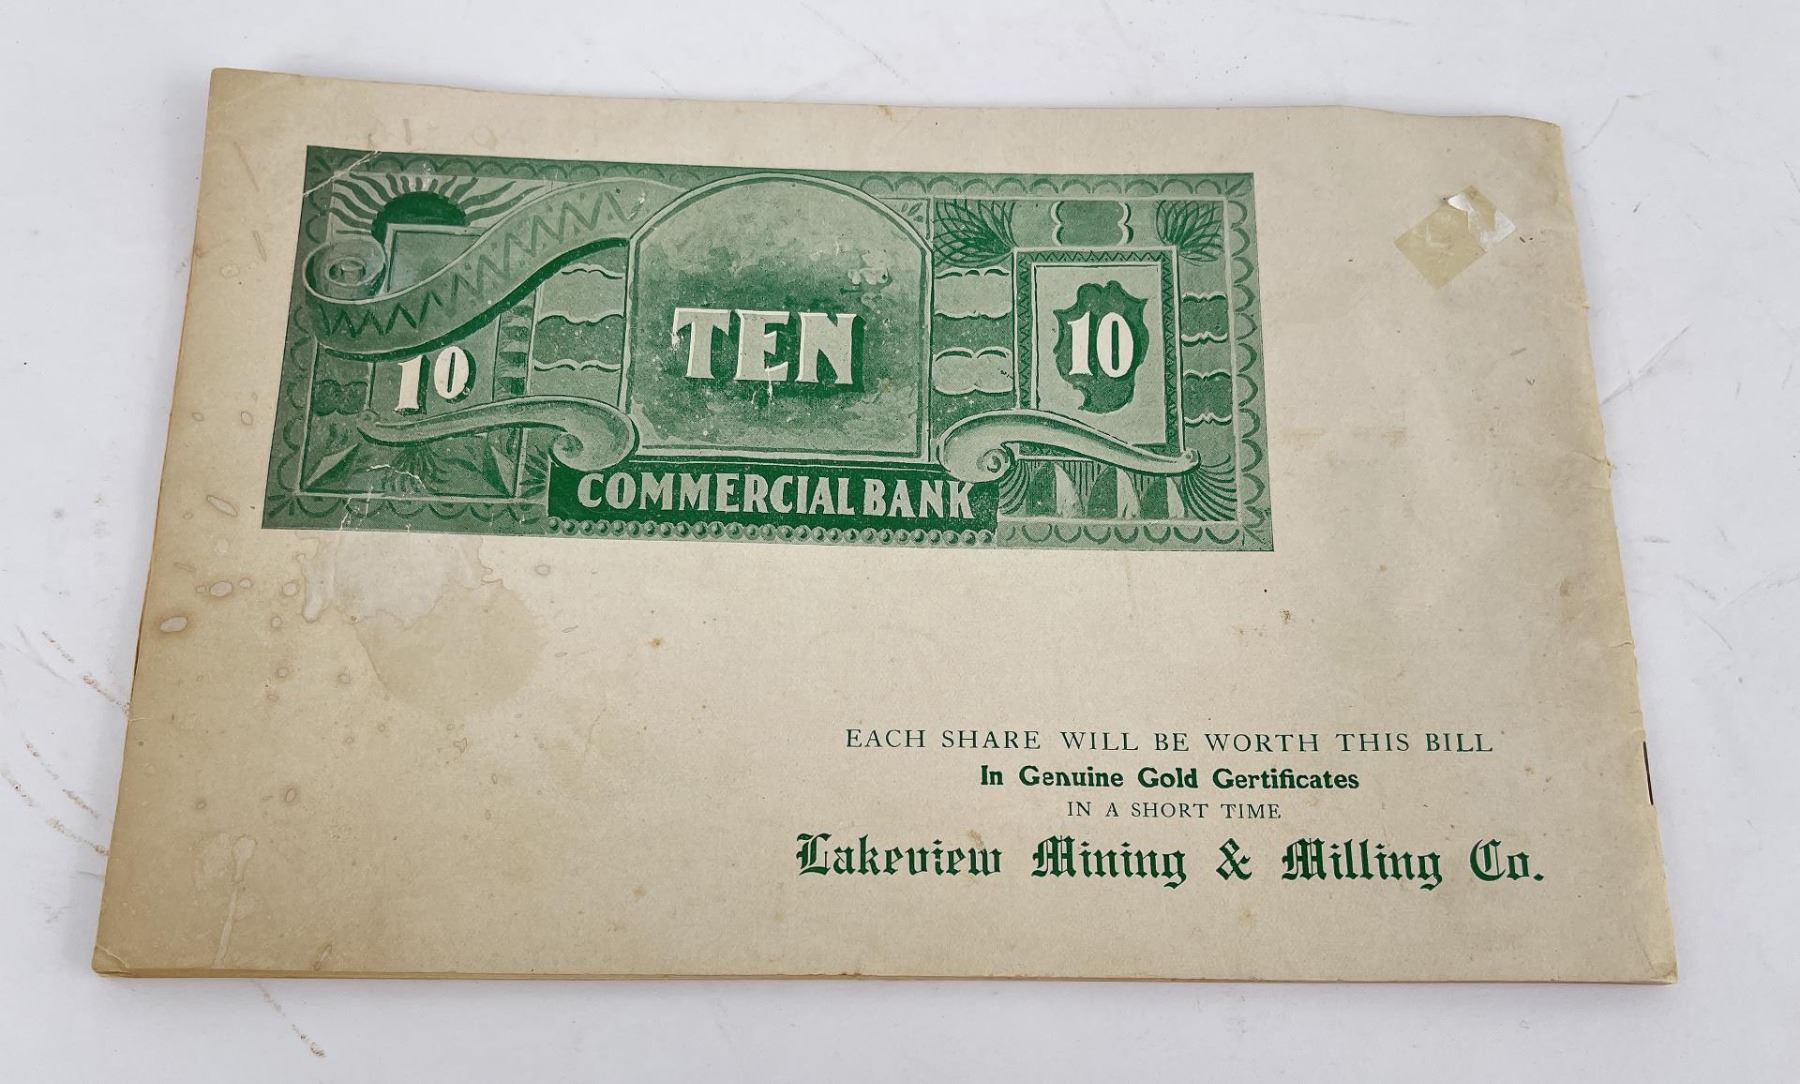 10
TEN
10
COMMERCIAL BANK
EACH SHARE WILL BE WORTH THIS BILL
In Genuine Gold Gertificates
IN A SHORT TIME
Lakeview Mining & Milling Co.